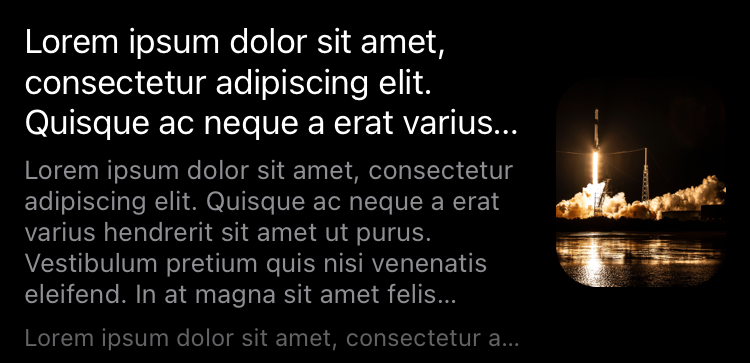 Lorem ipsum dolor sit amet,
consectetur adipiscing elit.
Quisque ac neque a erat varius...
Lorem ipsum dolor sit amet, consectetur
adipiscing elit. Quisque ac neque a erat
varius hendrerit sit amet ut purus.
Vestibulum pretium quis nisi venenatis
eleifend. In at magna sit amet felis...
Lorem ipsum dolor sit amet, consectetur a...